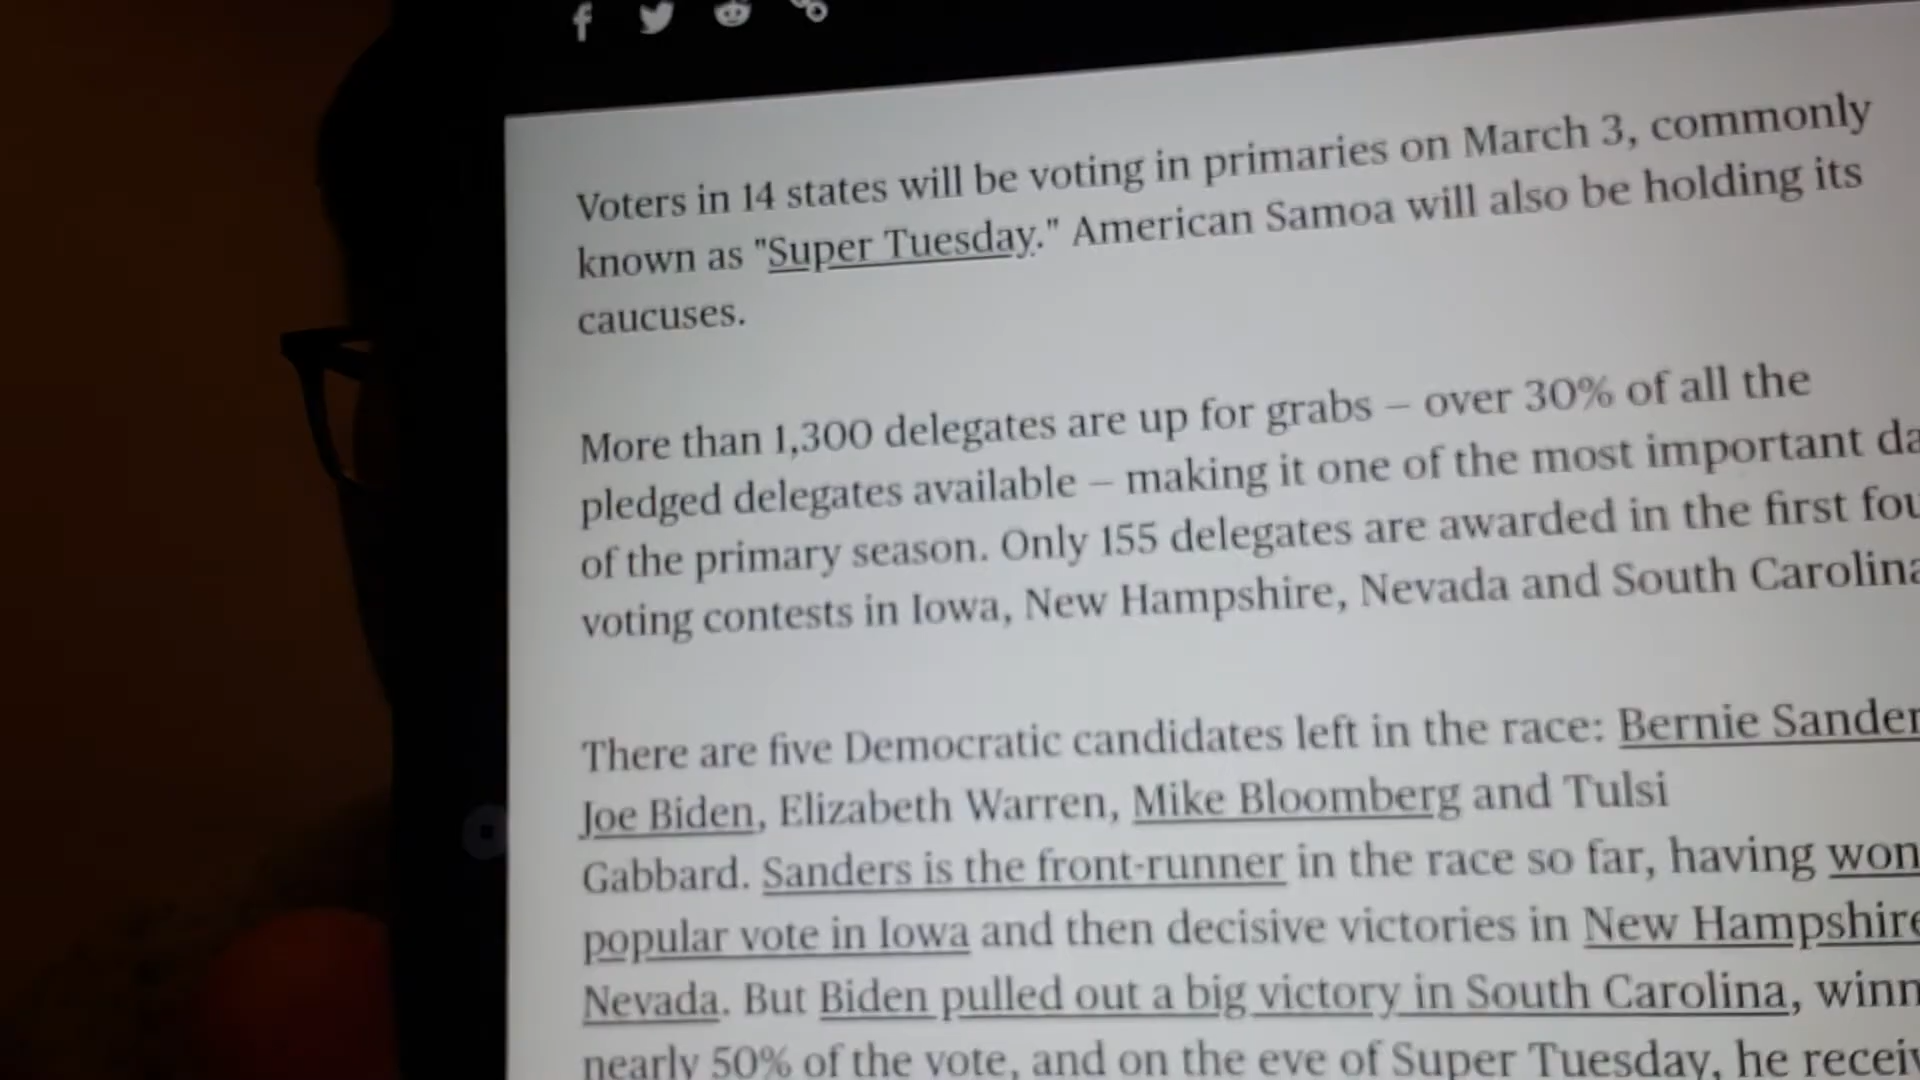 Voters in 14 states will be voting in primaries on March 3, commonly
known as "Super Tuesday." American Samoa will also be holding its
caucuses.
More than 1,300 delegates are up for grabs – over 30% of all the
pledged delegates available – making it one of the most important
of the primary season. Only 155 delegates are awarded in the first
voting contests in Iowa, New Hampshire, Nevada and South Carolina
There are five Democratic candidates left in the race: Bernie
Joe Biden, Elizabeth Warren, Mike Bloomberg and Tulsi
Gabbard. Sanders is the front-runner in the race so far, having won
popular vote in Iowa and then decisive victories in New Hampshire
Nevada. But Biden pulled out a big victory in South Carolina,
nearly 50% of the vote, and on the eve of Super Tuesday, he